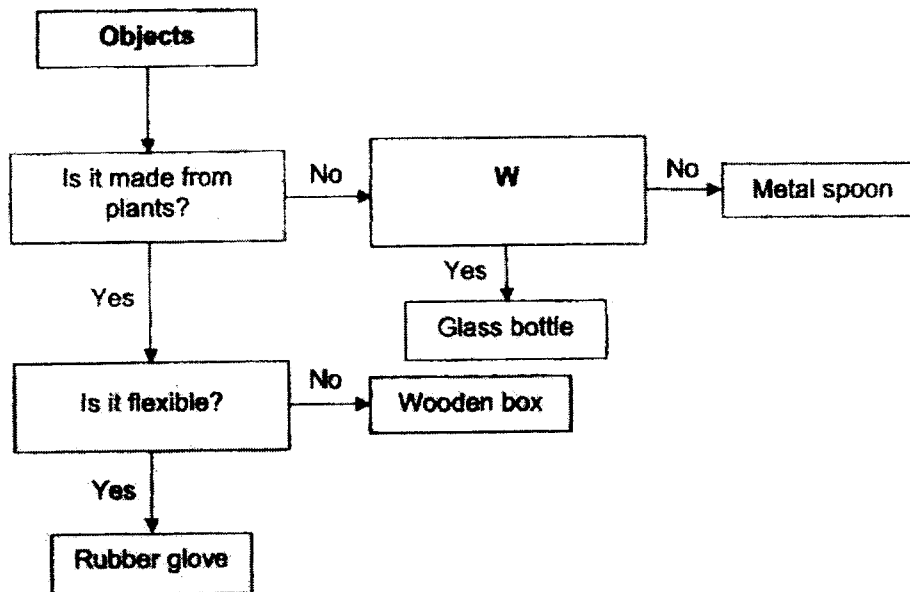 Objects
Is it made from
plants?
No
W
No
Metal spoon
Yes
Yes
Glass bottle
Is it flexible?
No
Wooden box
Yes
Rubber glove